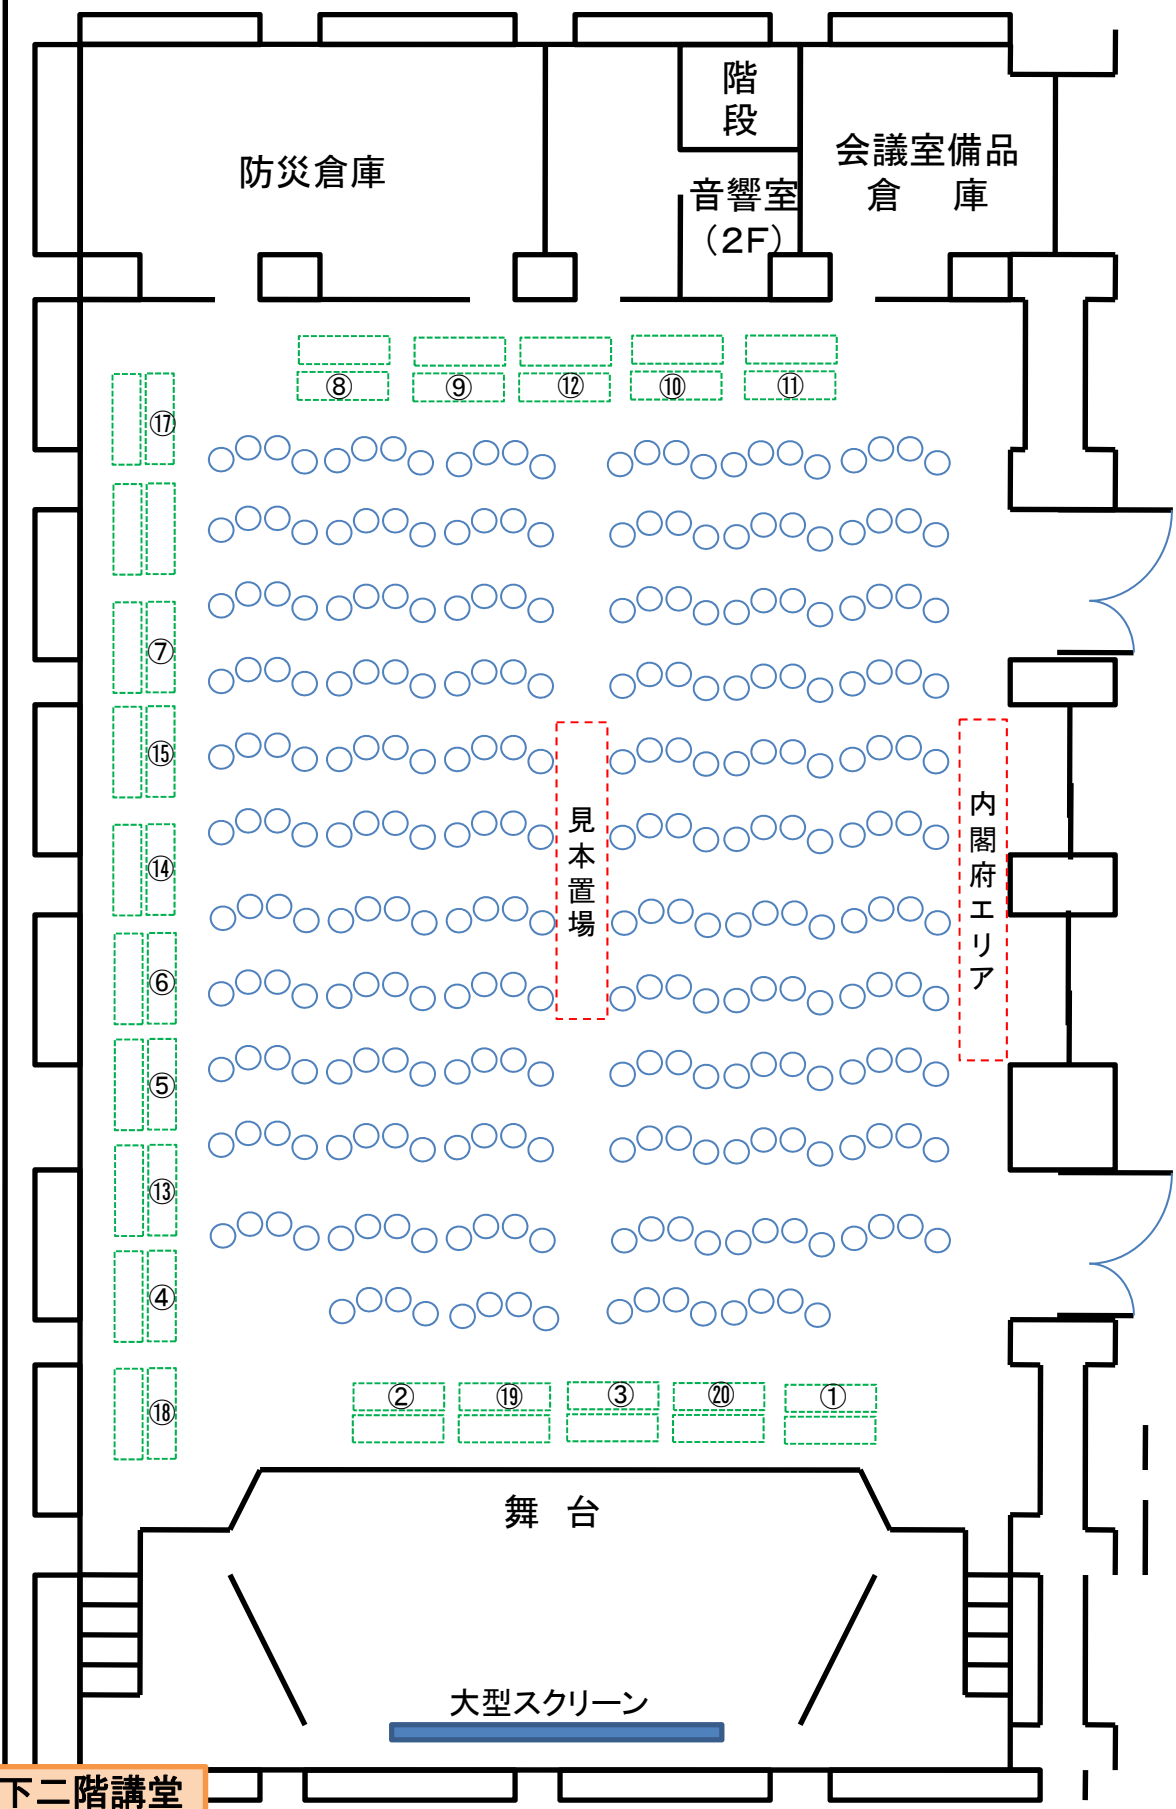 階
段
防災倉庫
会議室備品
倉　庫
音響室
（2F）
⑧
⑨
⑫
⑩
⑪
⑰
⑦
⑮
⑭
⑥
⑤
⑬
④
⑱
見本置場
内閣府エリア
②
⑲
③
⑳
①
舞　台
大型スクリーン
下二階講堂